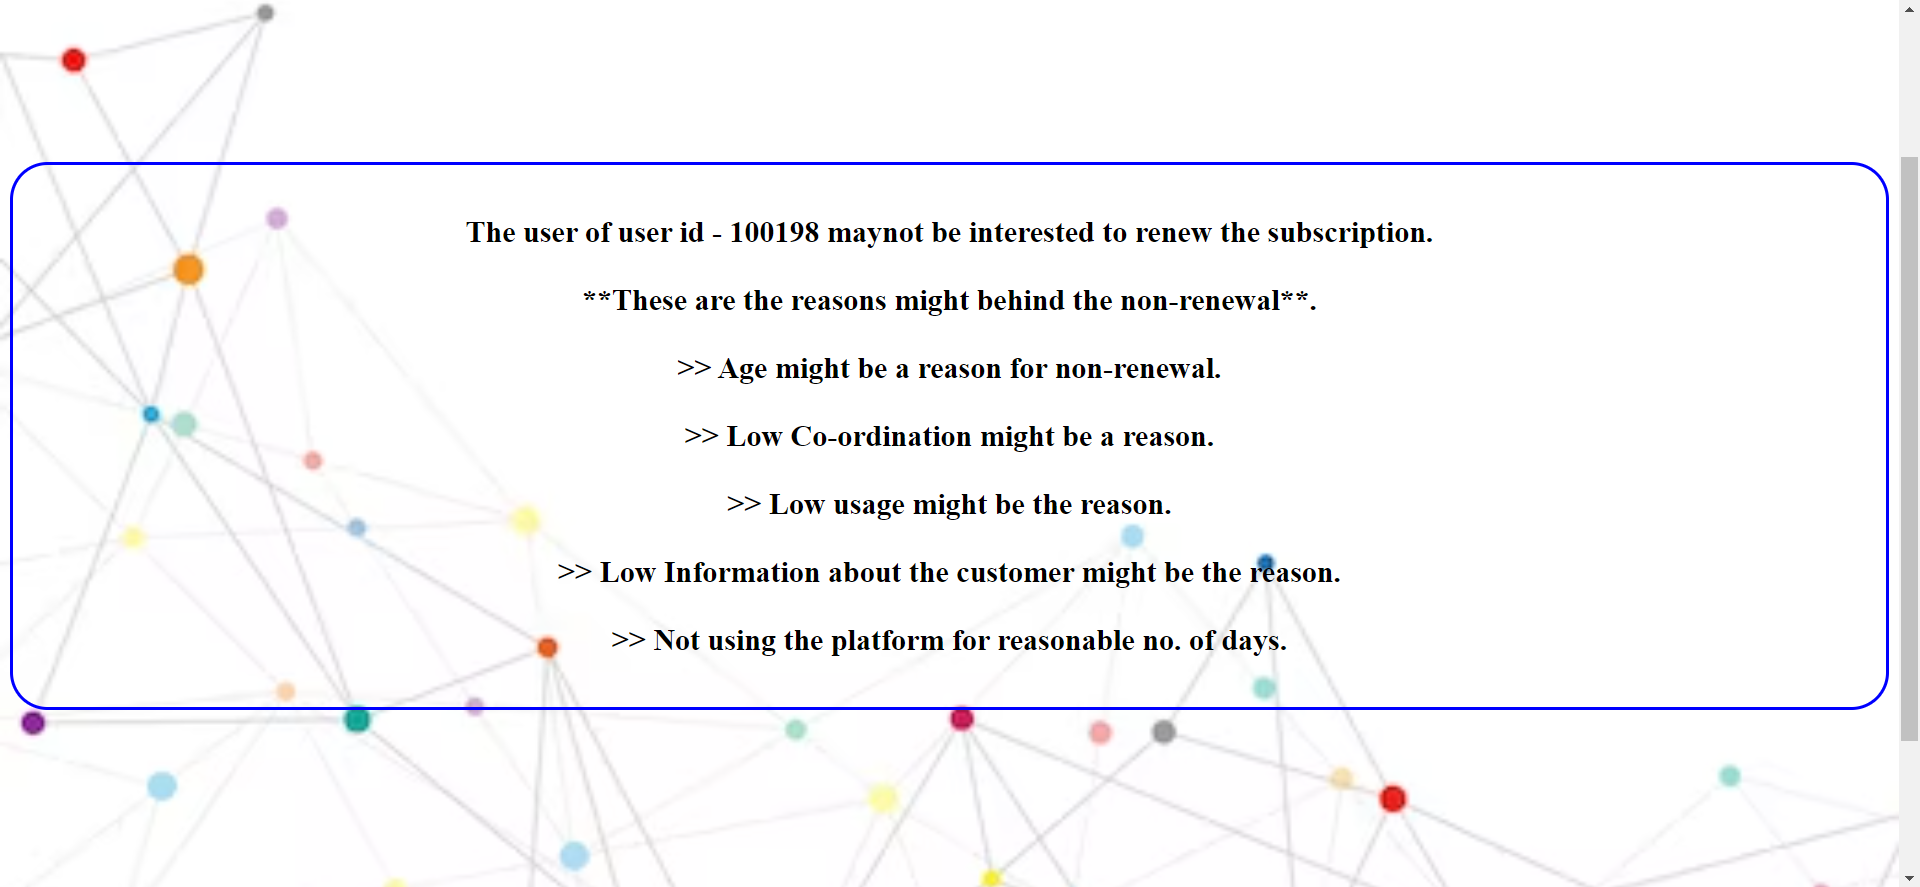 The user of user id - 100198 maynot be interested to renew the subscription.
**These are the reasons might behind the non-renewal**.
>> Age might be a reason for non-renewal.
>> Low Co-ordination might be a reason.
>> Low usage might be the reason.
>> Low Information about the customer might be the reason.
>> Not using the platform for reasonable no. of days.